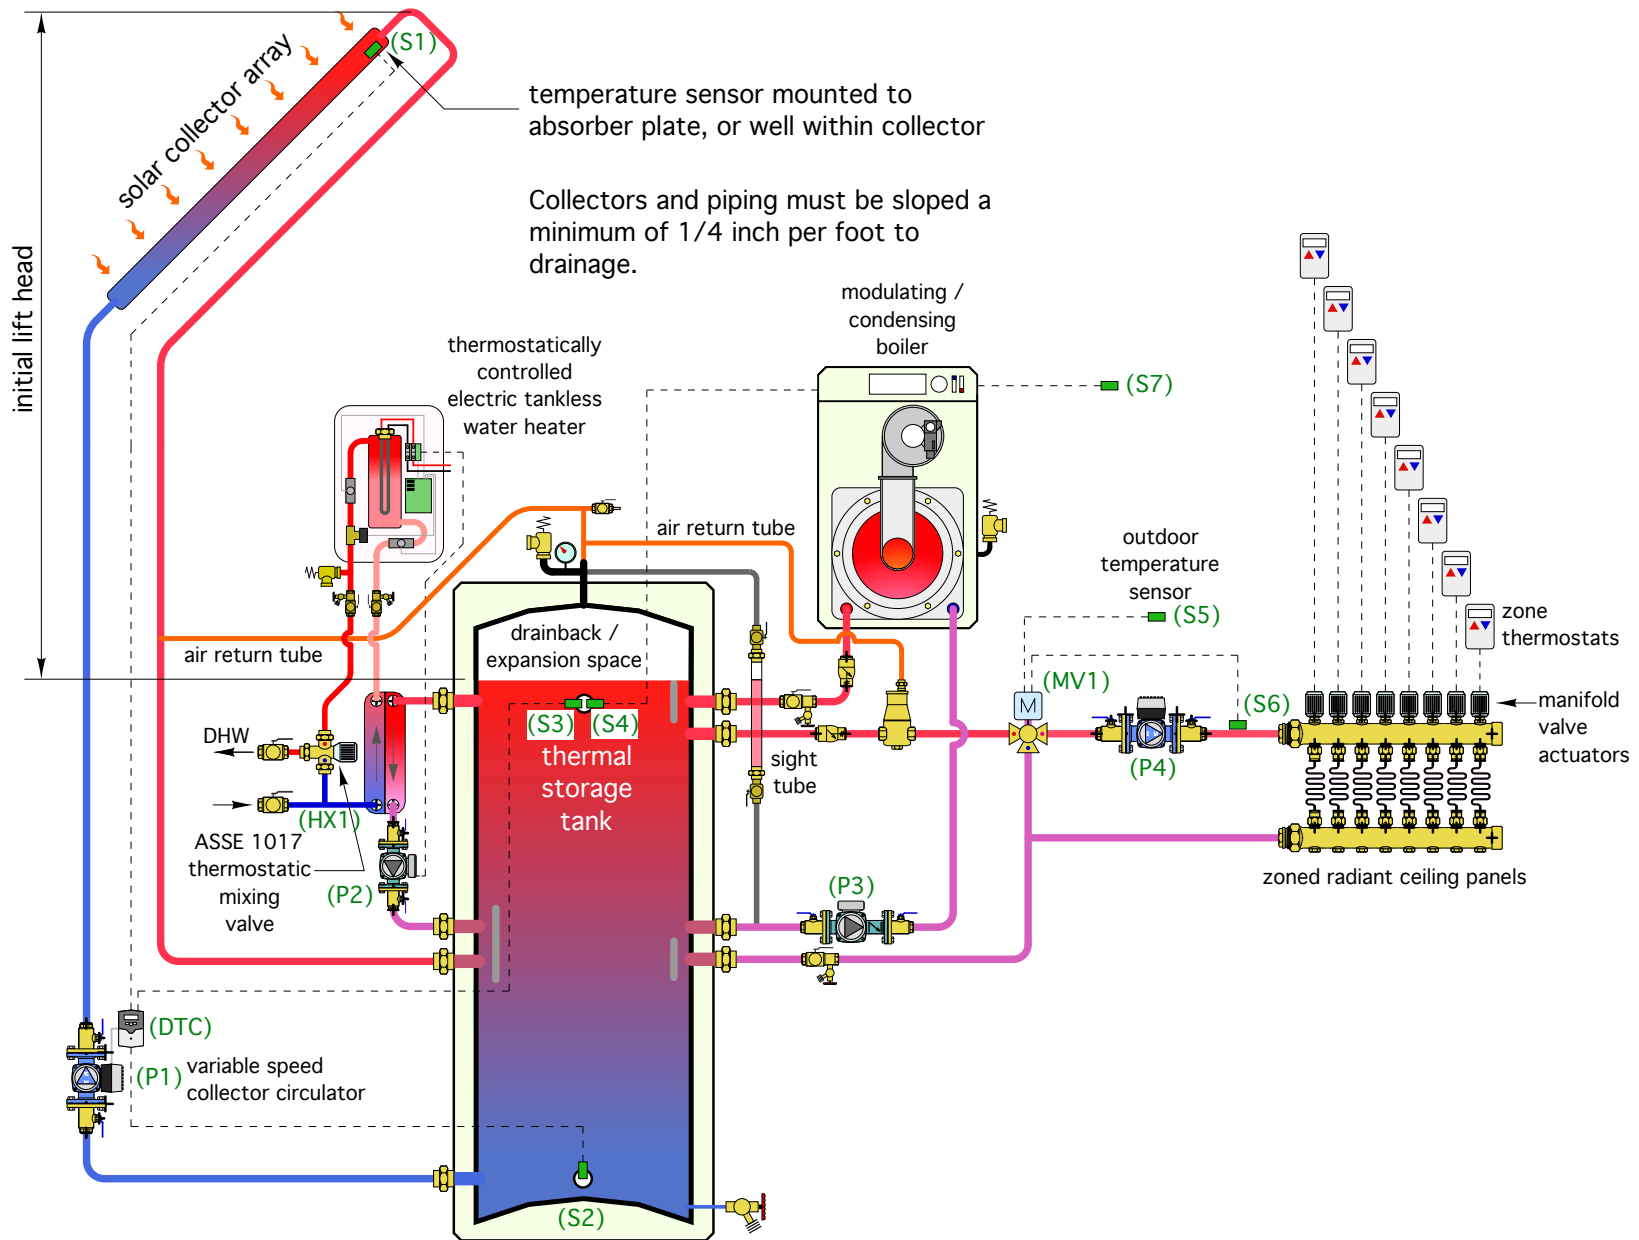 (S1)
solar collector array
temperature sensor mounted to
absorber plate, or well within collector
Collectors and piping must be sloped a
minimum of 1/4 inch per foot to
drainage.
initial lift head
modulating /
condensing
boiler
thermostatically
controlled
electric tankless
water heater
(S7)
air return tube
outdoor
temperature
sensor
(S5)
zone
thermostats
drainback /
expansion space
air return tube
(MV1)
M
(S6)
manifold
valve
actuators
(S3)
(S4)
DHW
thermal
storage
tank
sight
tube
(P4)
(HX1)
ASSE 1017
thermostatic
mixing
valve
(P2)
(P3)
zoned radiant ceiling panels
(DTC)
(P1)
variable speed
collector circulator
(S2)